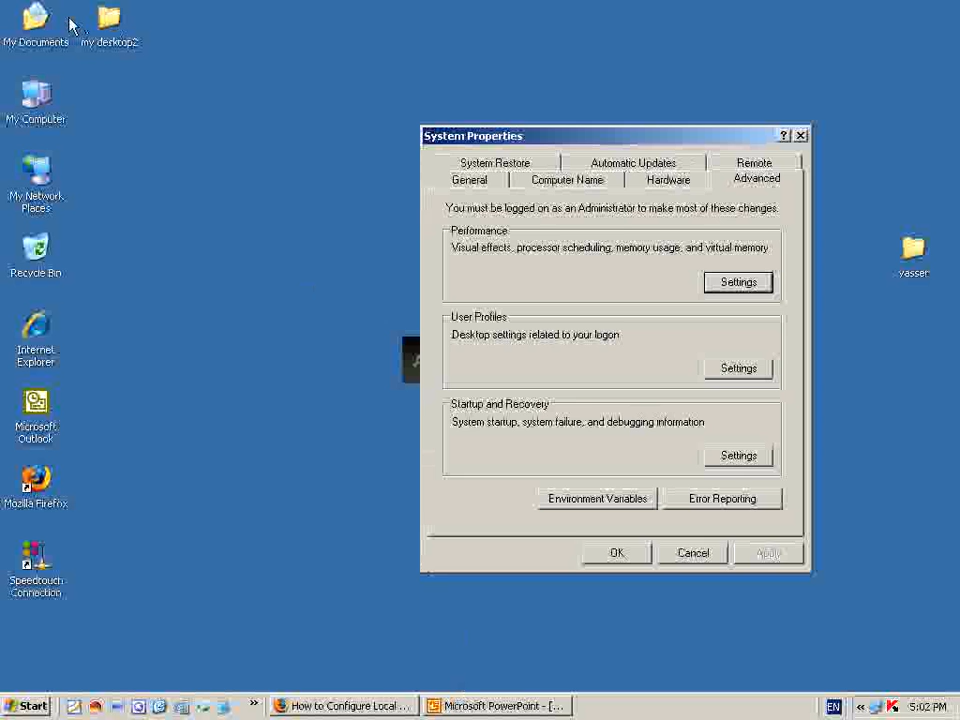 My Documents
my desktop2
My Computer
My Network
Places
Recycle Bin
Internet
Explorer
Microsoft
Outlook
Mozilla Firefox
Speedtouch
Connection
yasser
System Properties
System Restore
Automatic Updates
Remote
General
Computer Name
Hardware
Advanced
You must be logged on as an Administrator to make most of these changes.
Performance
Visual effects, processor scheduling, memory usage, and virtual memory
Settings
User Profiles
Desktop settings related to your logon
Settings
Startup and Recovery
System startup, system failure, and debugging information
Settings
Environment Variables
Error Reporting
OK
Cancel
Apply
Start
»
How to Configure Local ...
Microsoft PowerPoint - [...
EN
«
5:02 PM